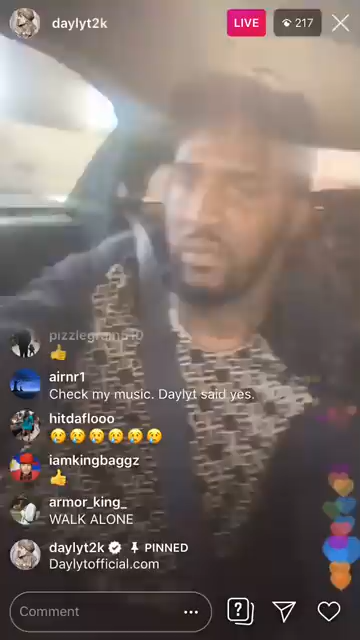 daylyt2k
LIVE
217
pizzlegrams10
airnr1
Check my music. Daylyt said yes.
hitdaflooo
iamkingbaggz
armor_king_
WALK ALONE
daylyt2k PINNED
Daylytofficial.com
Comment